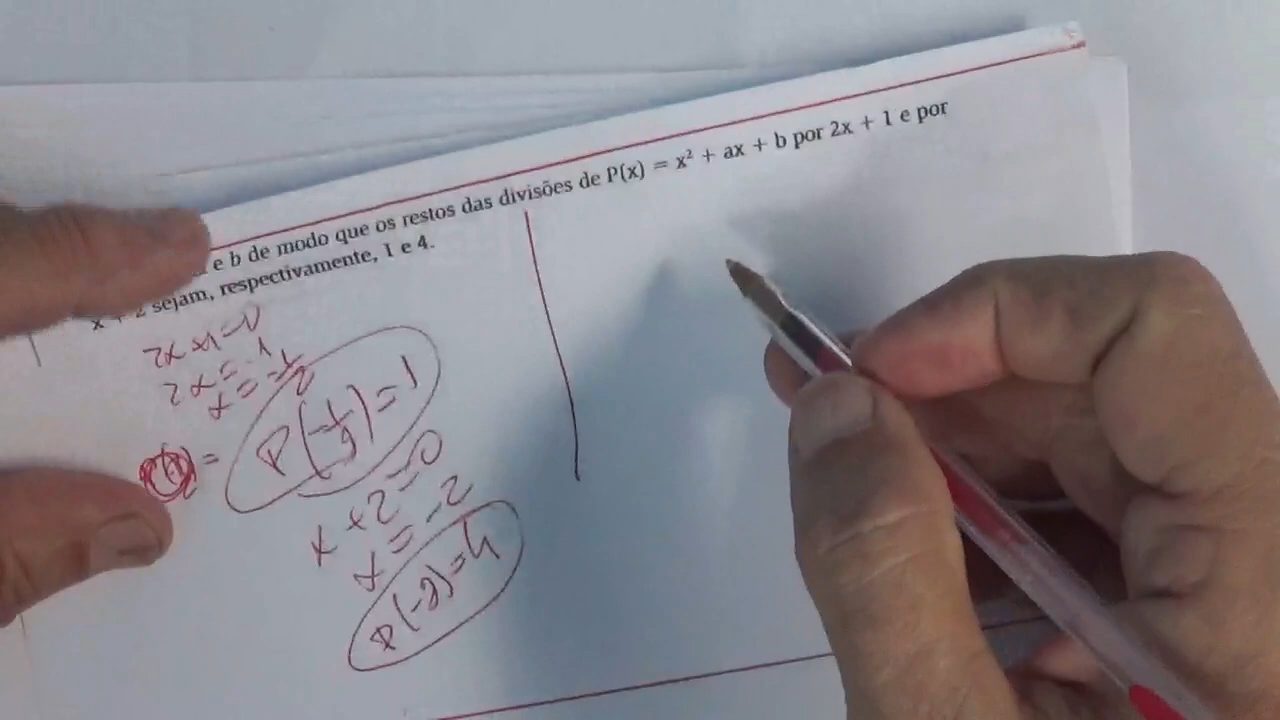 e b de modo que os restos das divisões de P(x) = x² + ax + b por 2x + 1 e por
x + 2 sejam, respectivamente, 1 e 4.
2x+1=0
2x=-1
x=-1/2
P(-1/2)=1
x+2=0
x=-2
P(-2)=4